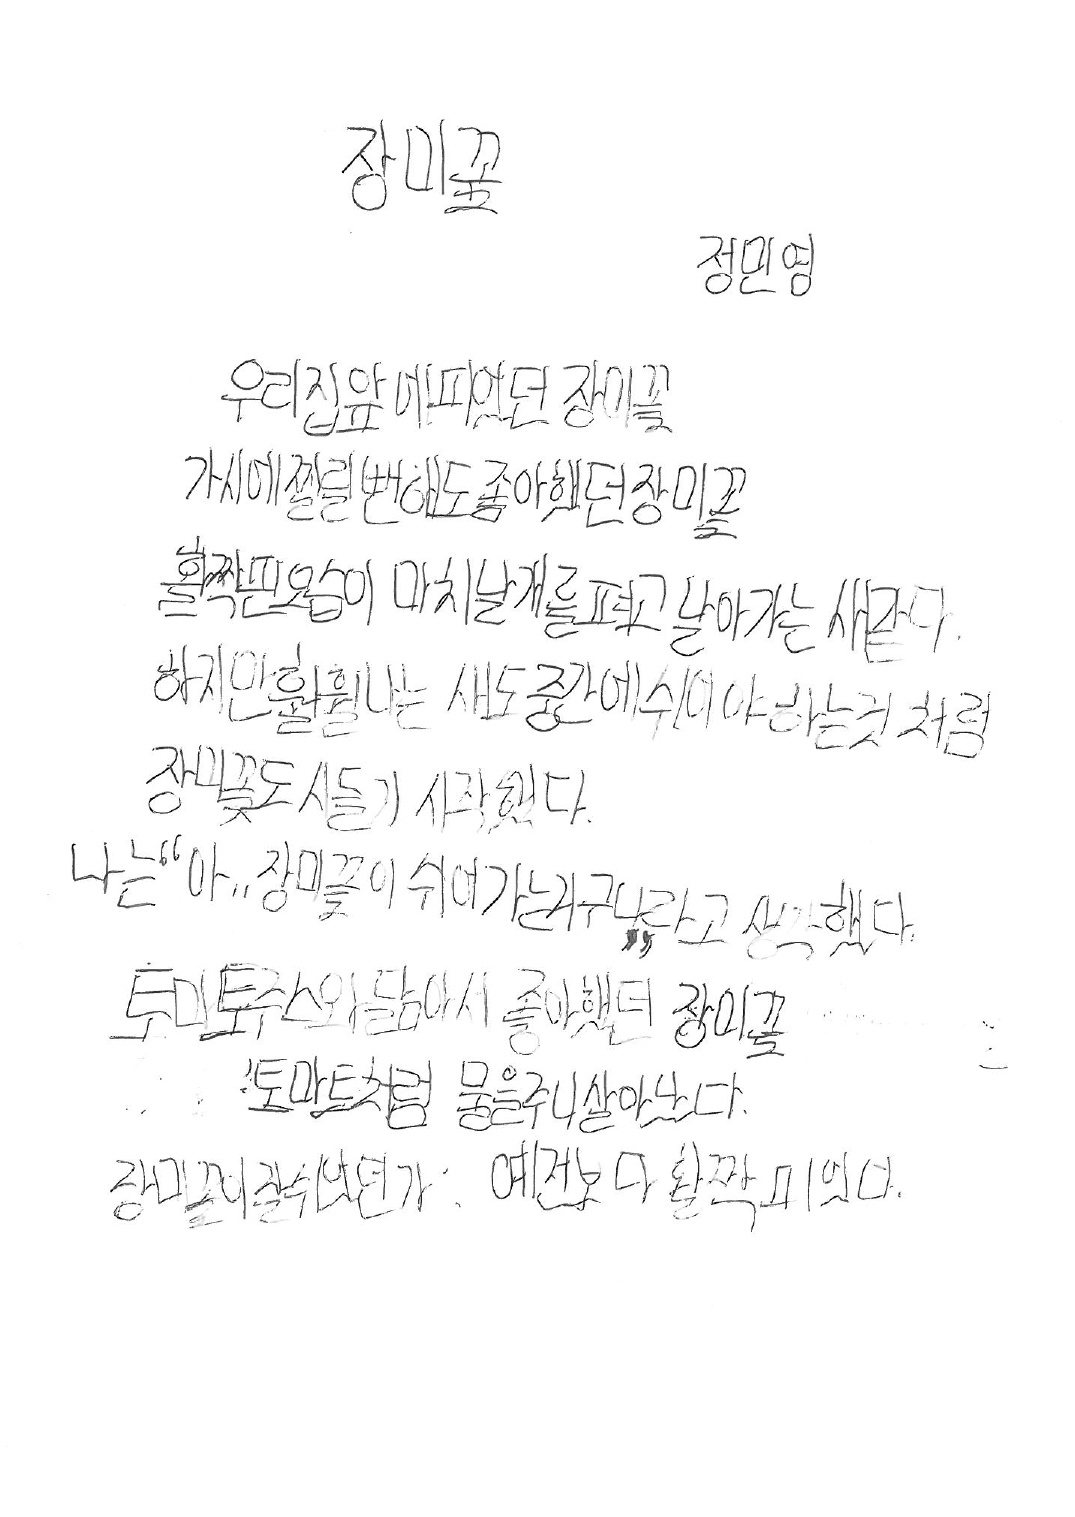 장미꽃
정민영
우리집앞에피었던 장미꽃
가시에찔릴뻔해도좋아했던장미꽃
활짝핀모습이 마치날개를펴고날아가는 새같다.
하지만훨훨나는 새도중간에쉬어야하는것 처럼
장미꽃도시들기 시작했다.
나는“아..장미꽃이 쉬어가는거구나„라고 생각했다.
토마토주스와닮아서 좋아했던 장미꽃
토마토처럼 물을주니살아났다.
장미꽃이잘쉬었던가 예전보다 활짝피었다.